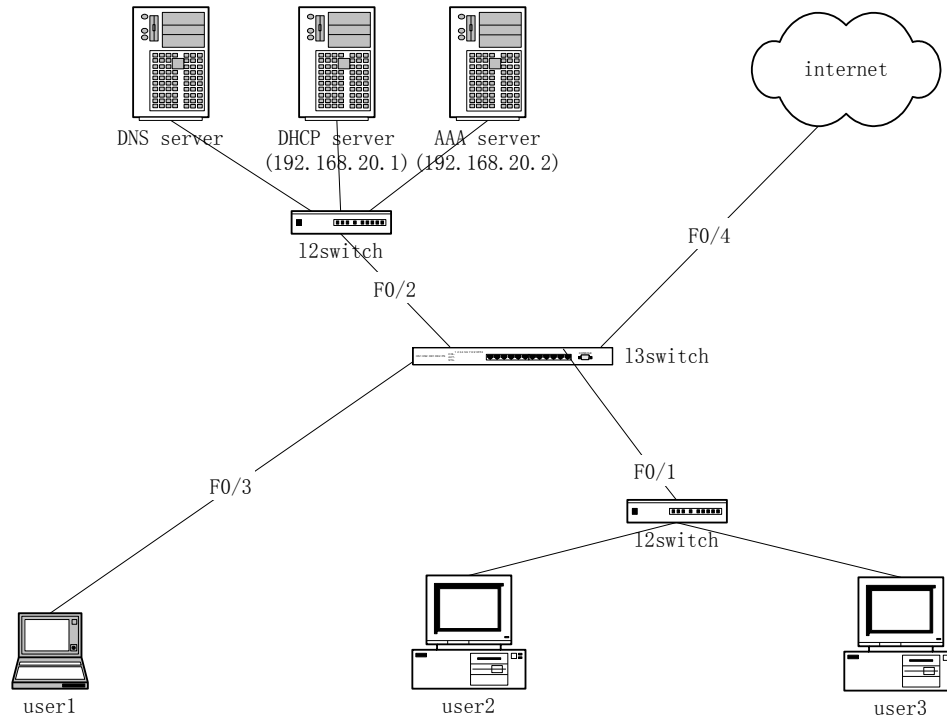 internet
DNS server
DHCP server
AAA server
(192.168.20.1)
(192.168.20.2)
l2switch
F0/4
F0/2
l3switch
F0/3
F0/1
l2switch
user1
user2
user3